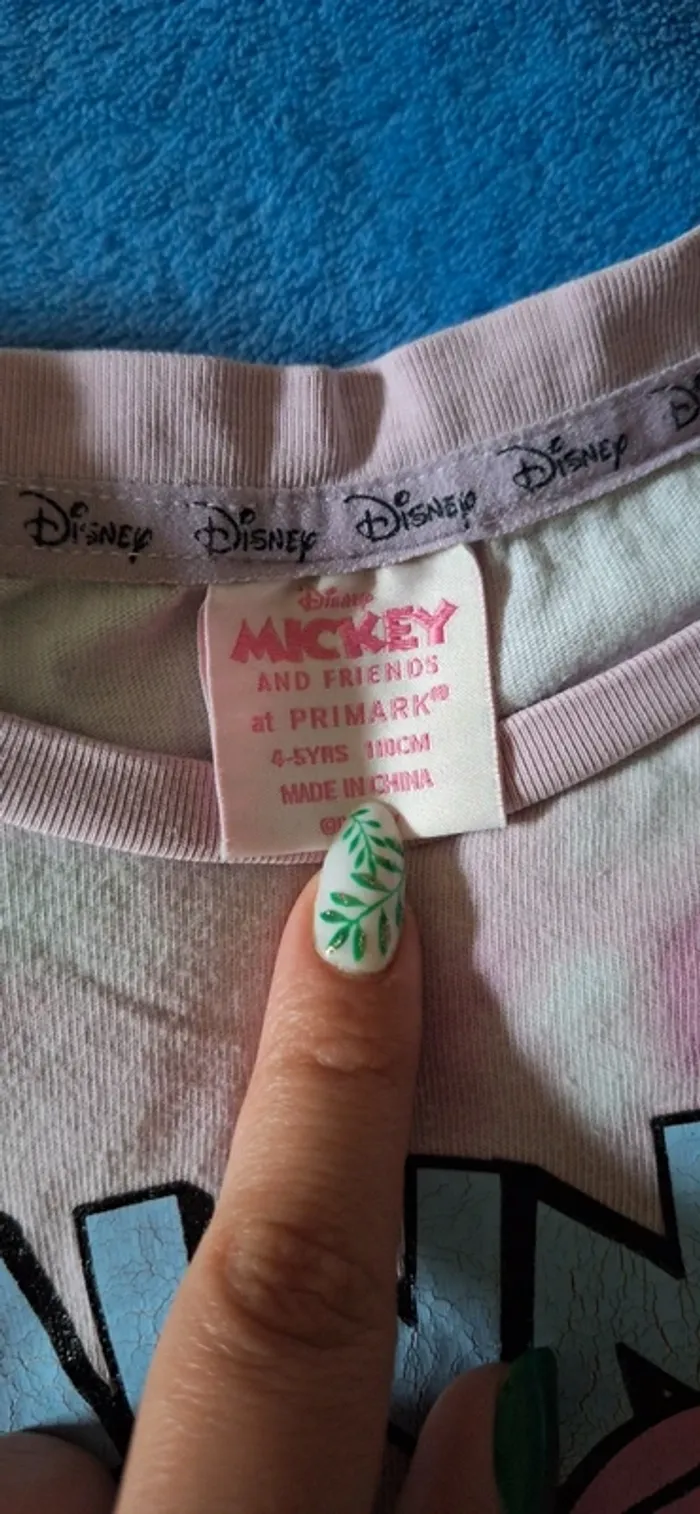 Disney Disney Disney Disney
Disney
MICKEY
AND FRIENDS
at PRIMARK®
4-5YRS 110CM
MADE IN CHINA